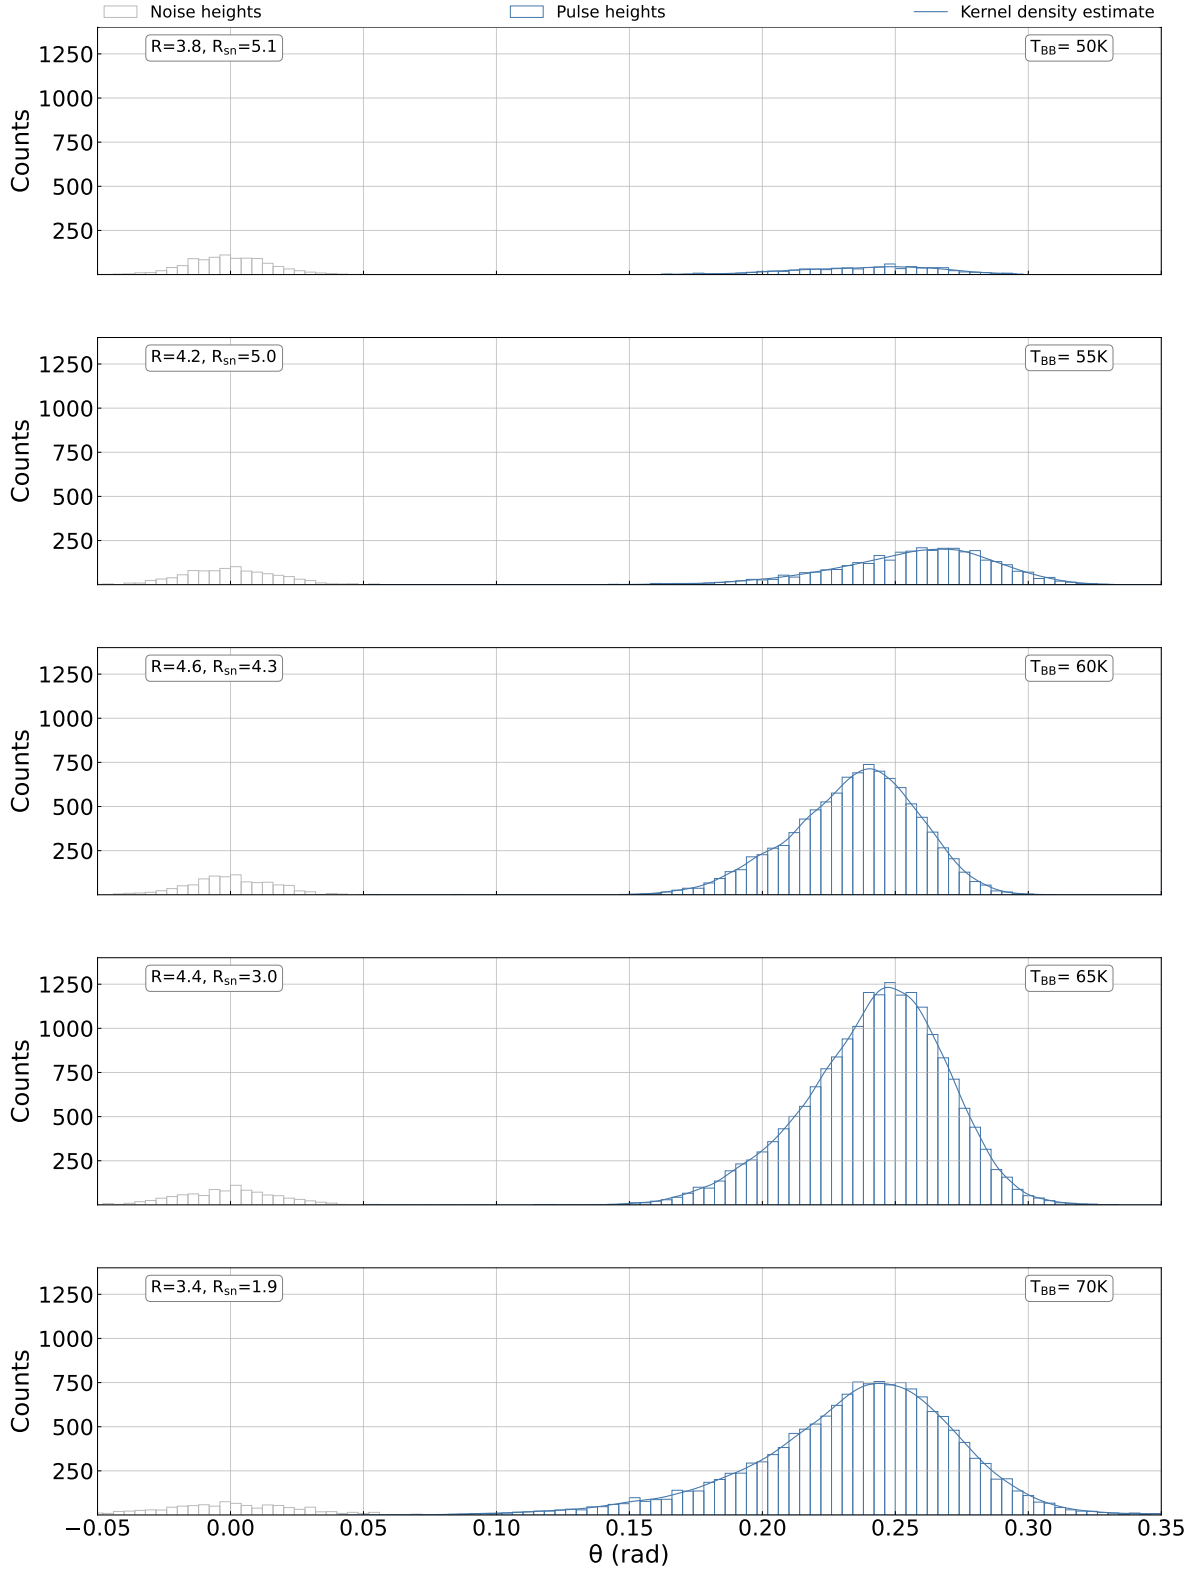 Noise heights Pulse heights Kernel density estimate
R=3.8, Rsn=5.1 TBB= 50K
1250
1000
750
500
250
Counts
R=4.2, Rsn=5.0 TBB= 55K
1250
1000
750
500
250
Counts
R=4.6, Rsn=4.3 TBB= 60K
1250
1000
750
500
250
Counts
R=4.4, Rsn=3.0 TBB= 65K
1250
1000
750
500
250
Counts
R=3.4, Rsn=1.9 TBB= 70K
1250
1000
750
500
250
Counts
−0.05 0.00 0.05 0.10 0.15 0.20 0.25 0.30 0.35
θ (rad)